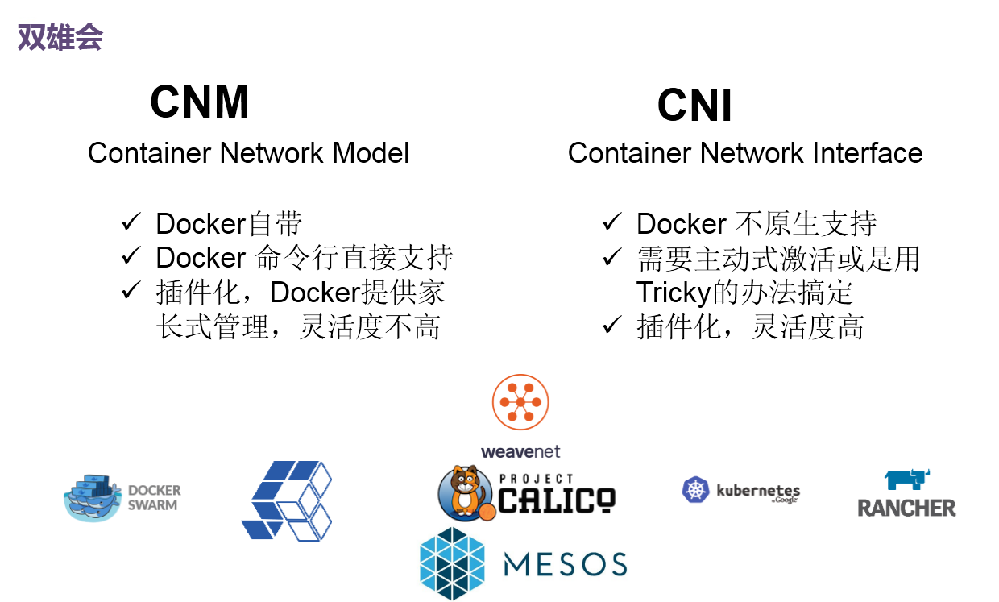 双雄会
CNM
Container Network Model
Docker自带
Docker 命令行直接支持
插件化，Docker提供家
长式管理，灵活度不高
CNI
Container Network Interface
Docker 不原生支持
需要主动式激活或是用
Tricky的办法搞定
插件化，灵活度高
weavenet
DOCKER
SWARM
PROJECT
CALICO
kubernetes
by Google
RANCHER
MESOS